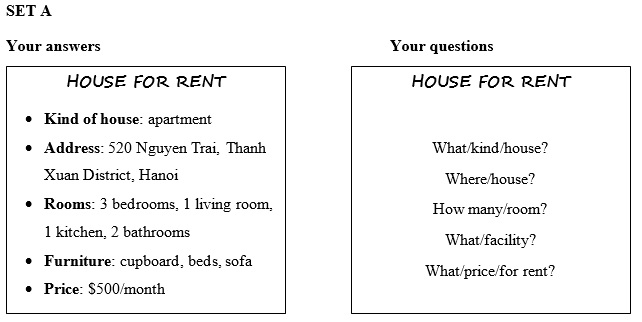 SET A
Your answers
HOUSE FOR RENT
• Kind of house: apartment
• Address: 520 Nguyen Trai, Thanh
Xuan District, Hanoi
• Rooms: 3 bedrooms, 1 living room,
1 kitchen, 2 bathrooms
• Furniture: cupboard, beds, sofa
• Price: $500/month
Your questions
HOUSE FOR RENT
What/kind/house?
Where/house?
How many/room?
What/facility?
What/price/for rent?